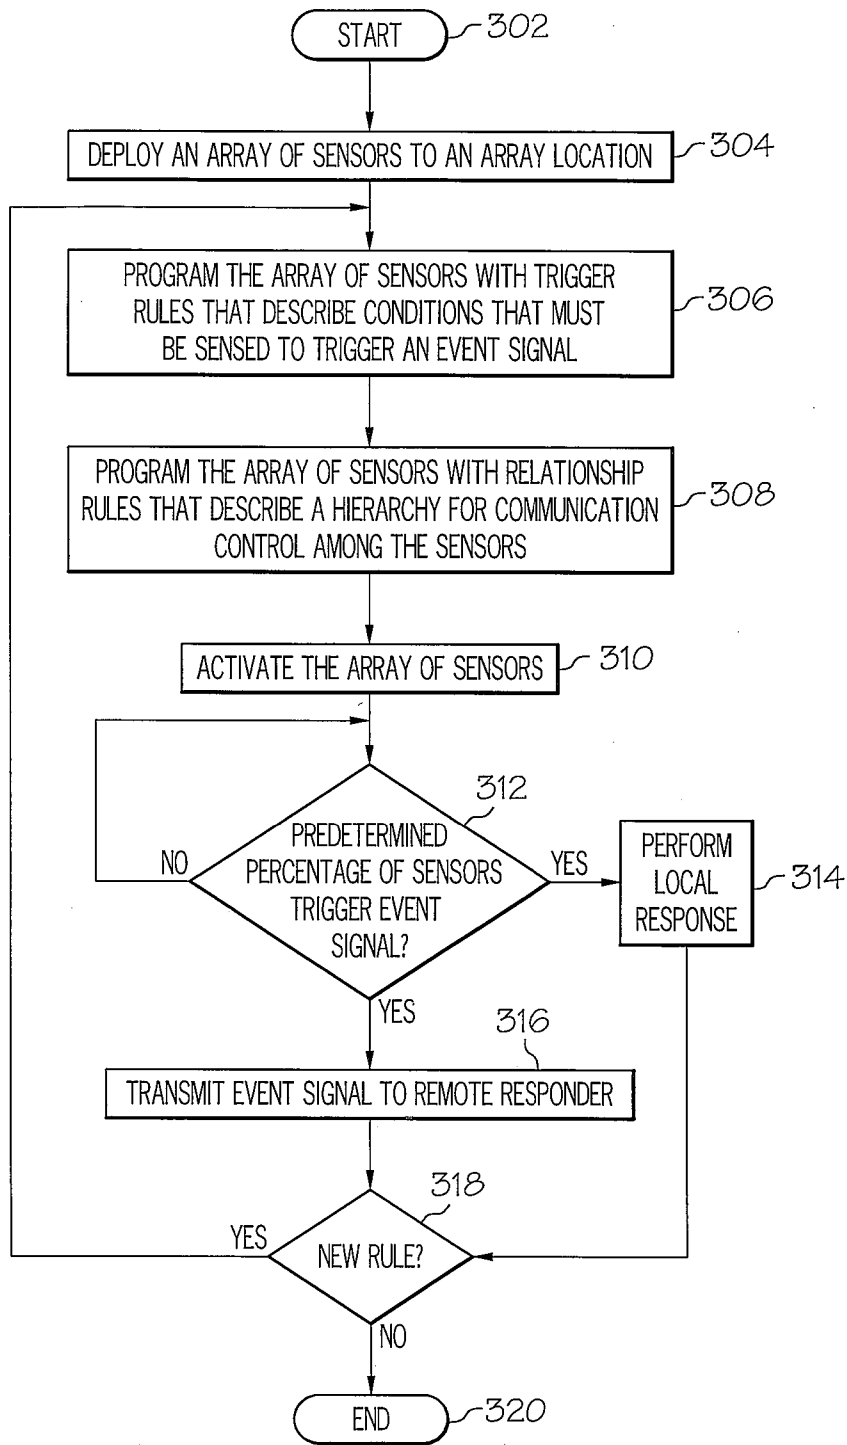 START
302
DEPLOY AN ARRAY OF SENSORS TO AN ARRAY LOCATION
304
PROGRAM THE ARRAY OF SENSORS WITH TRIGGER
RULES THAT DESCRIBE CONDITIONS THAT MUST
BE SENSED TO TRIGGER AN EVENT SIGNAL
306
PROGRAM THE ARRAY OF SENSORS WITH RELATIONSHIP
RULES THAT DESCRIBE A HIERARCHY FOR COMMUNICATION
CONTROL AMONG THE SENSORS
308
ACTIVATE THE ARRAY OF SENSORS
310
312
PREDETERMINED
PERCENTAGE OF SENSORS
TRIGGER EVENT
SIGNAL?
NO
YES
PERFORM
LOCAL
RESPONSE
314
YES
316
TRANSMIT EVENT SIGNAL TO REMOTE RESPONDER
318
YES
NEW RULE?
NO
END
320